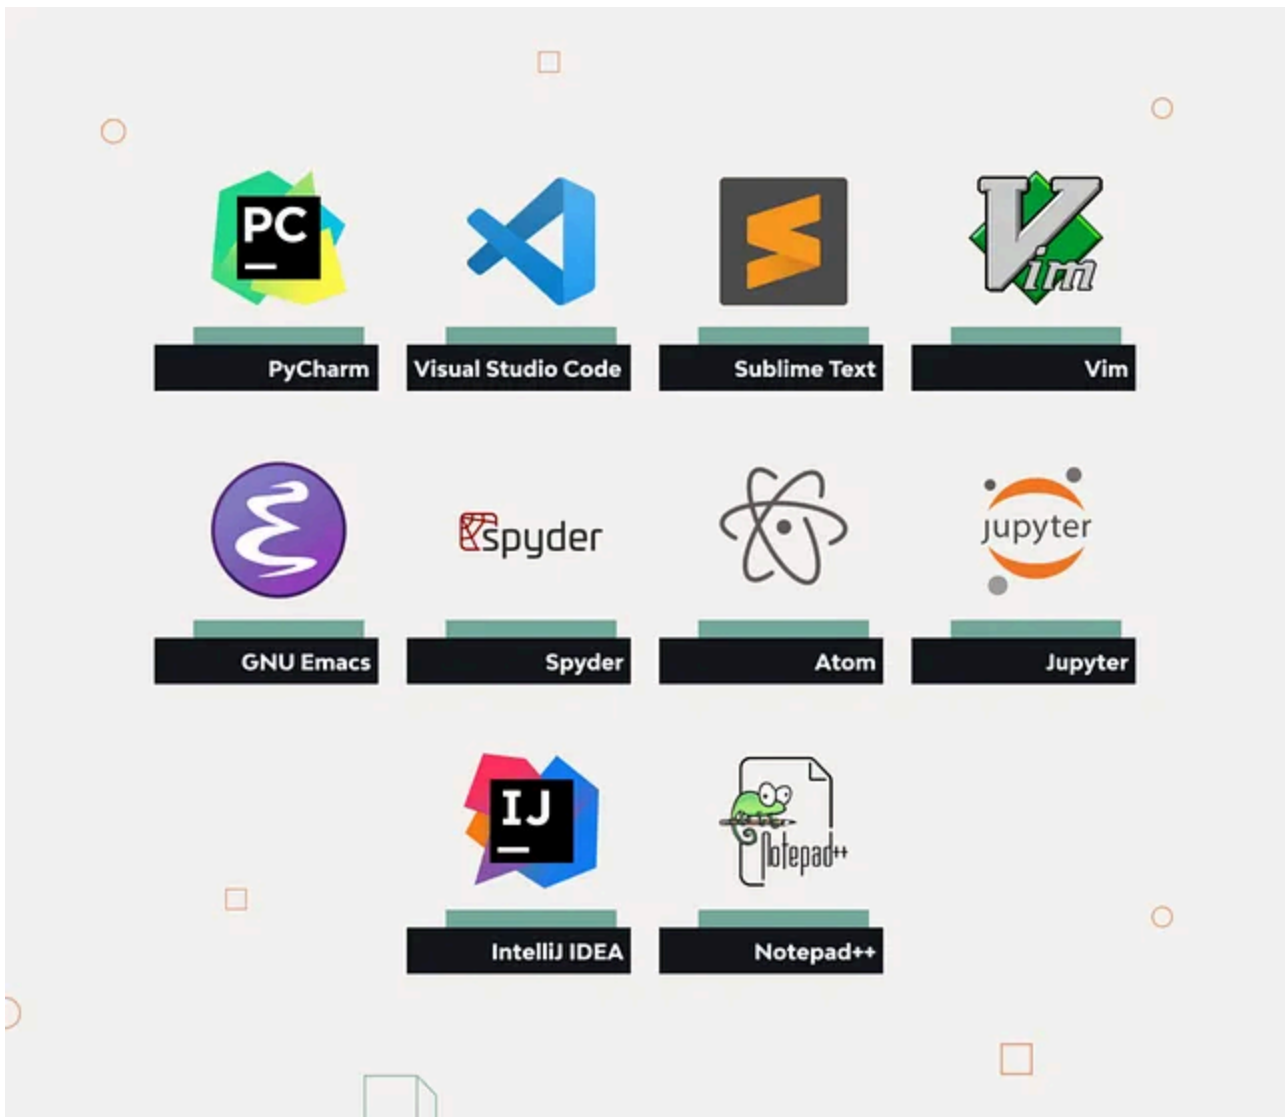 PC
Vim
PyCharm
Visual Studio Code
Sublime Text
Vim
spyder
jupyter
GNU Emacs
Spyder
Atom
Jupyter
IJ
Notepad++
IntelliJ IDEA
Notepad++